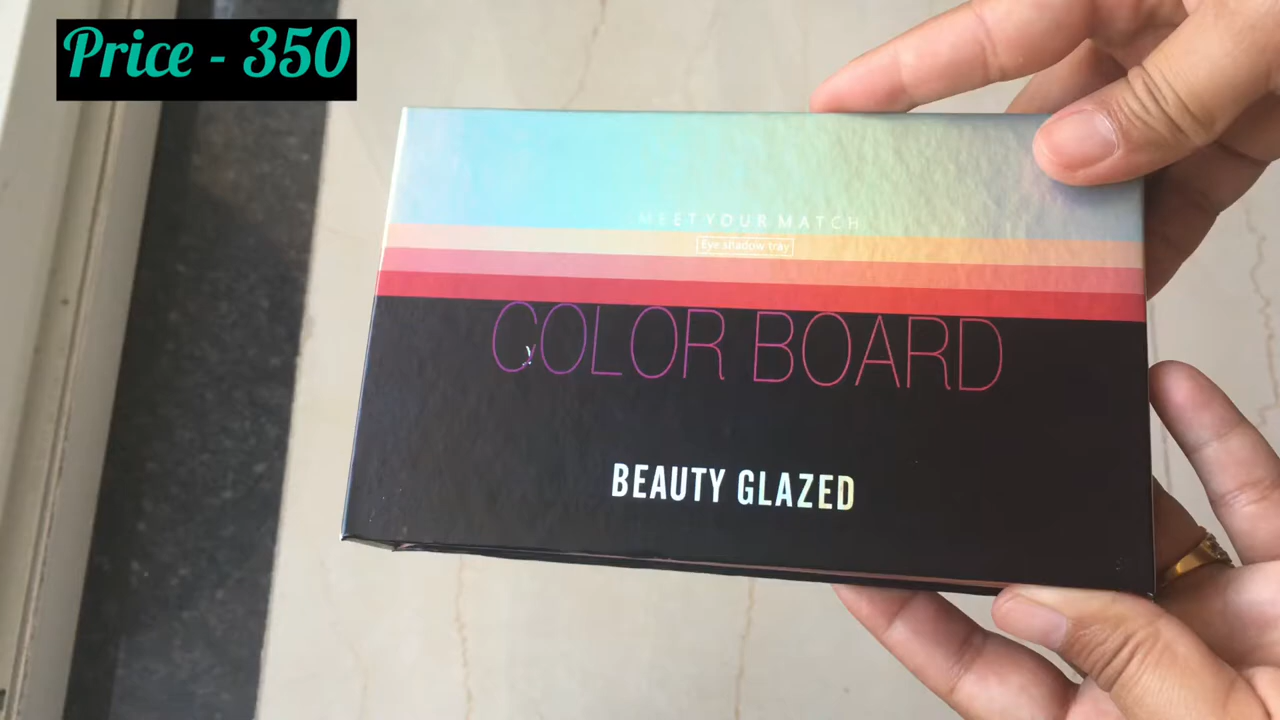 Price - 350
MEET YOUR MATCH
Eye shadow tray
COLOR BOARD
BEAUTY GLAZED